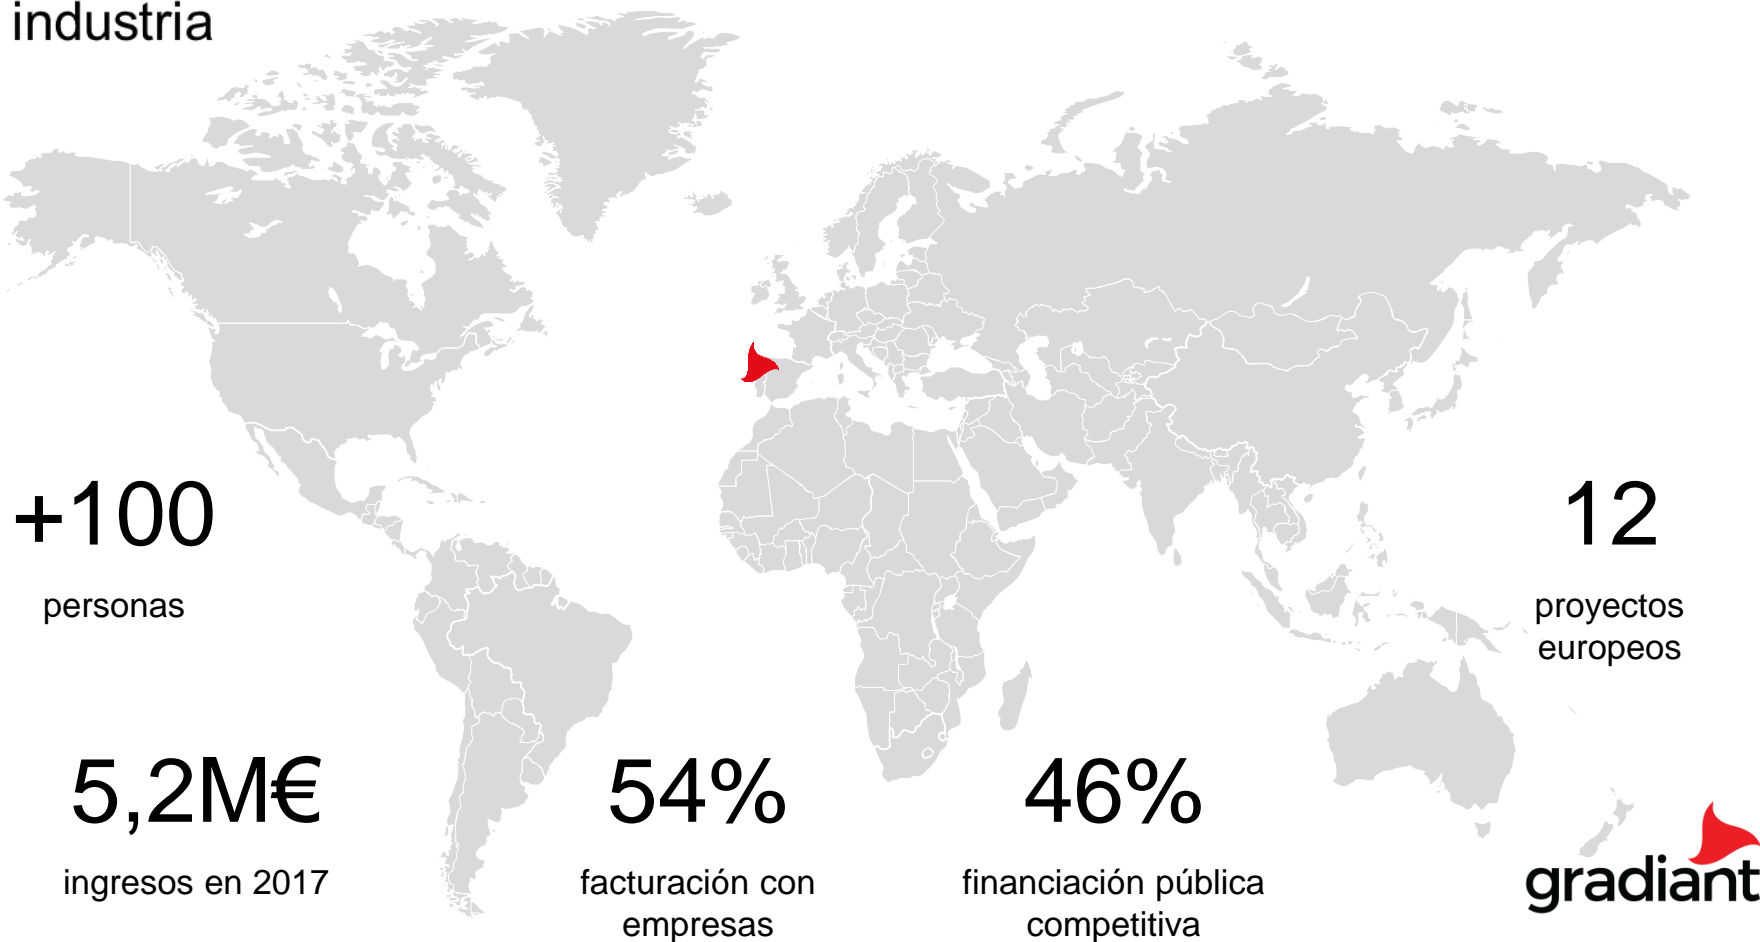 industria
+100
personas
12
proyectos
europeos
5,2M€
ingresos en 2017
54%
facturación con
empresas
46%
financiación pública
competitiva
gradiant